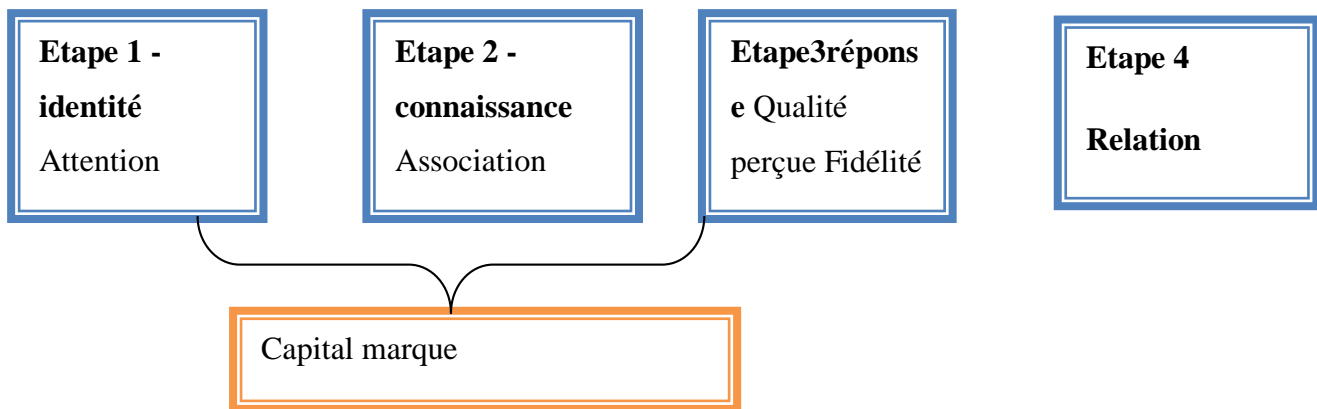 Etape 1 -
identité
Attention
Etape 2 -
connaissance
Association
Etape3répons
e Qualité
perçue Fidélité
Etape 4
Relation
Capital marque